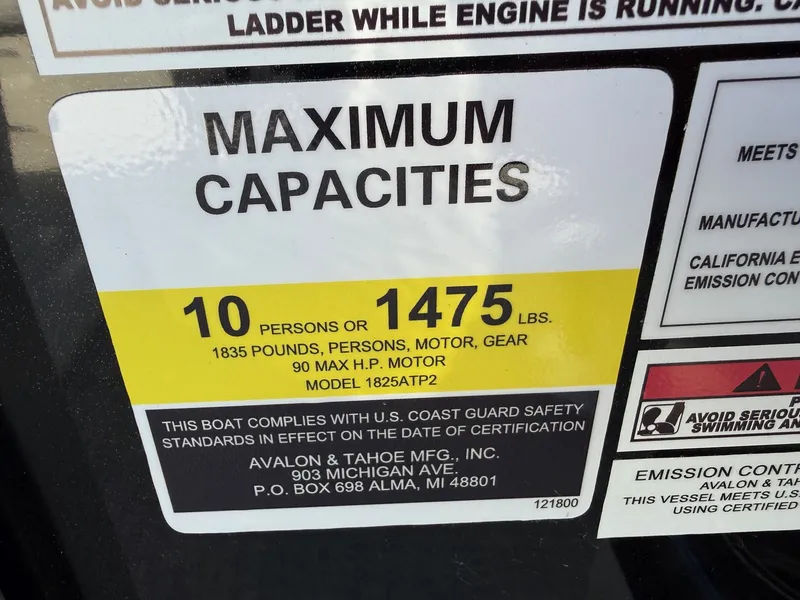 LADDER WHILE ENGINE IS RUNNING.
MAXIMUM
CAPACITIES
10 PERSONS OR 1475 LBS.
1835 POUNDS, PERSONS, MOTOR, GEAR
90 MAX H.P. MOTOR
MODEL 1825ATP2
THIS BOAT COMPLIES WITH U.S. COAST GUARD SAFETY
STANDARDS IN EFFECT ON THE DATE OF CERTIFICATION
AVALON & TAHOE MFG., INC.
903 MICHIGAN AVE.
P.O. BOX 698 ALMA, MI 48801
121800
MEETS
MANUFACTU
CALIFORNIA E
EMISSION CON
AVOID SERIOU
SWIMMING AN
EMISSION CONT
AVALON & TAH
THIS VESSEL MEETS U.S.
USING CERTIFIED